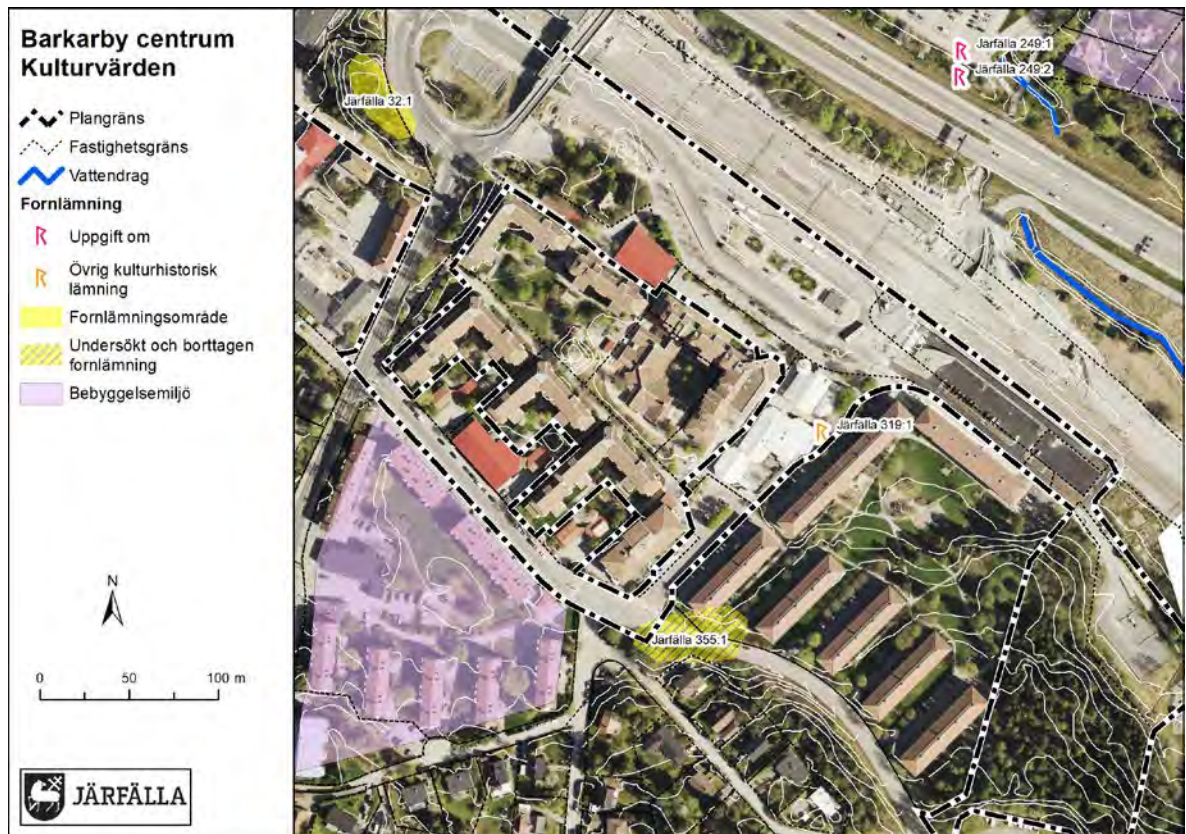 Barkarby centrum
Kulturvärden
Plangräns
Fastighetsgräns
Vattendrag
Fornlämning
R Uppgift om
R Övrig kulturhistorisk
lämning
Fornlämningsområde
Undersökt och borttagen
fornlämning
Bebyggelsemiljö
N
0 50 100 m
JÄRFÄLLA
Järfälla 32:1
R Järfälla 249:1
R Järfälla 249:2
R Järfälla 319:1
Järfälla 355:1